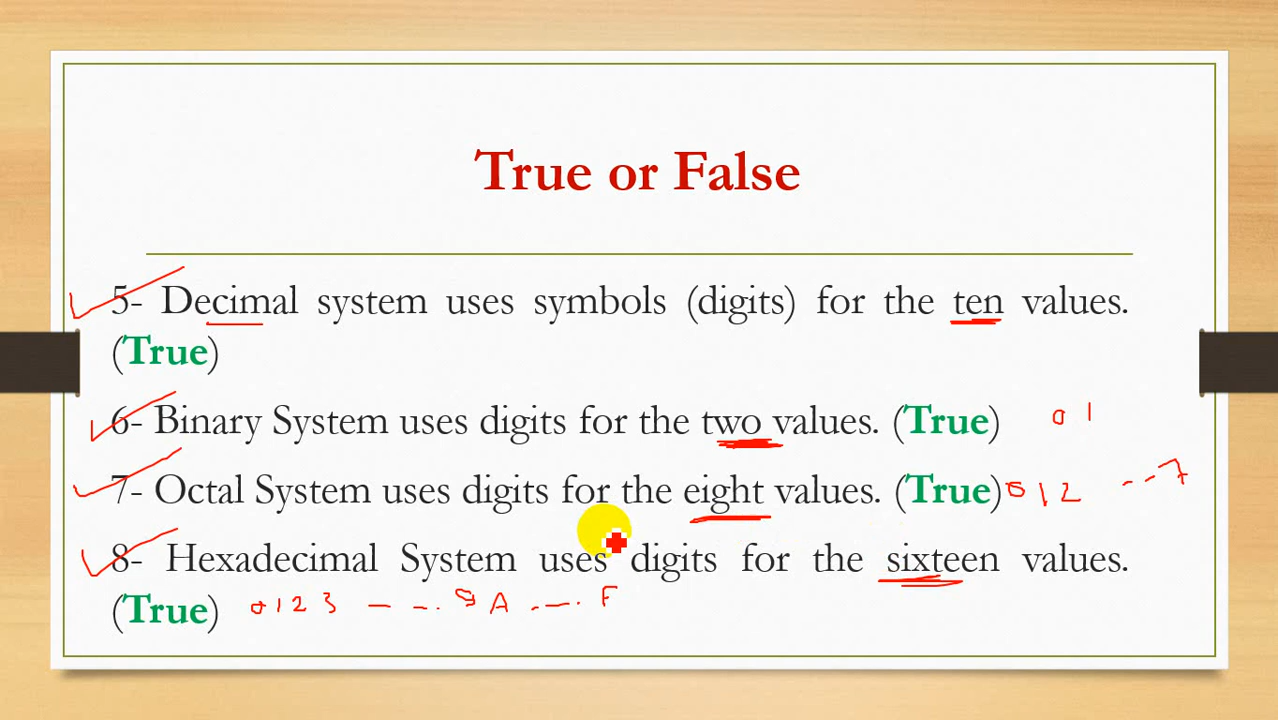 True or False
5- Decimal system uses symbols (digits) for the ten values.
(True)
6- Binary System uses digits for the two values. (True) 0 1
7- Octal System uses digits for the eight values. (True) 0 1 2 - - - 7
8- Hexadecimal System uses digits for the sixteen values.
(True) 0 1 2 3 - - . 9 A - - . F